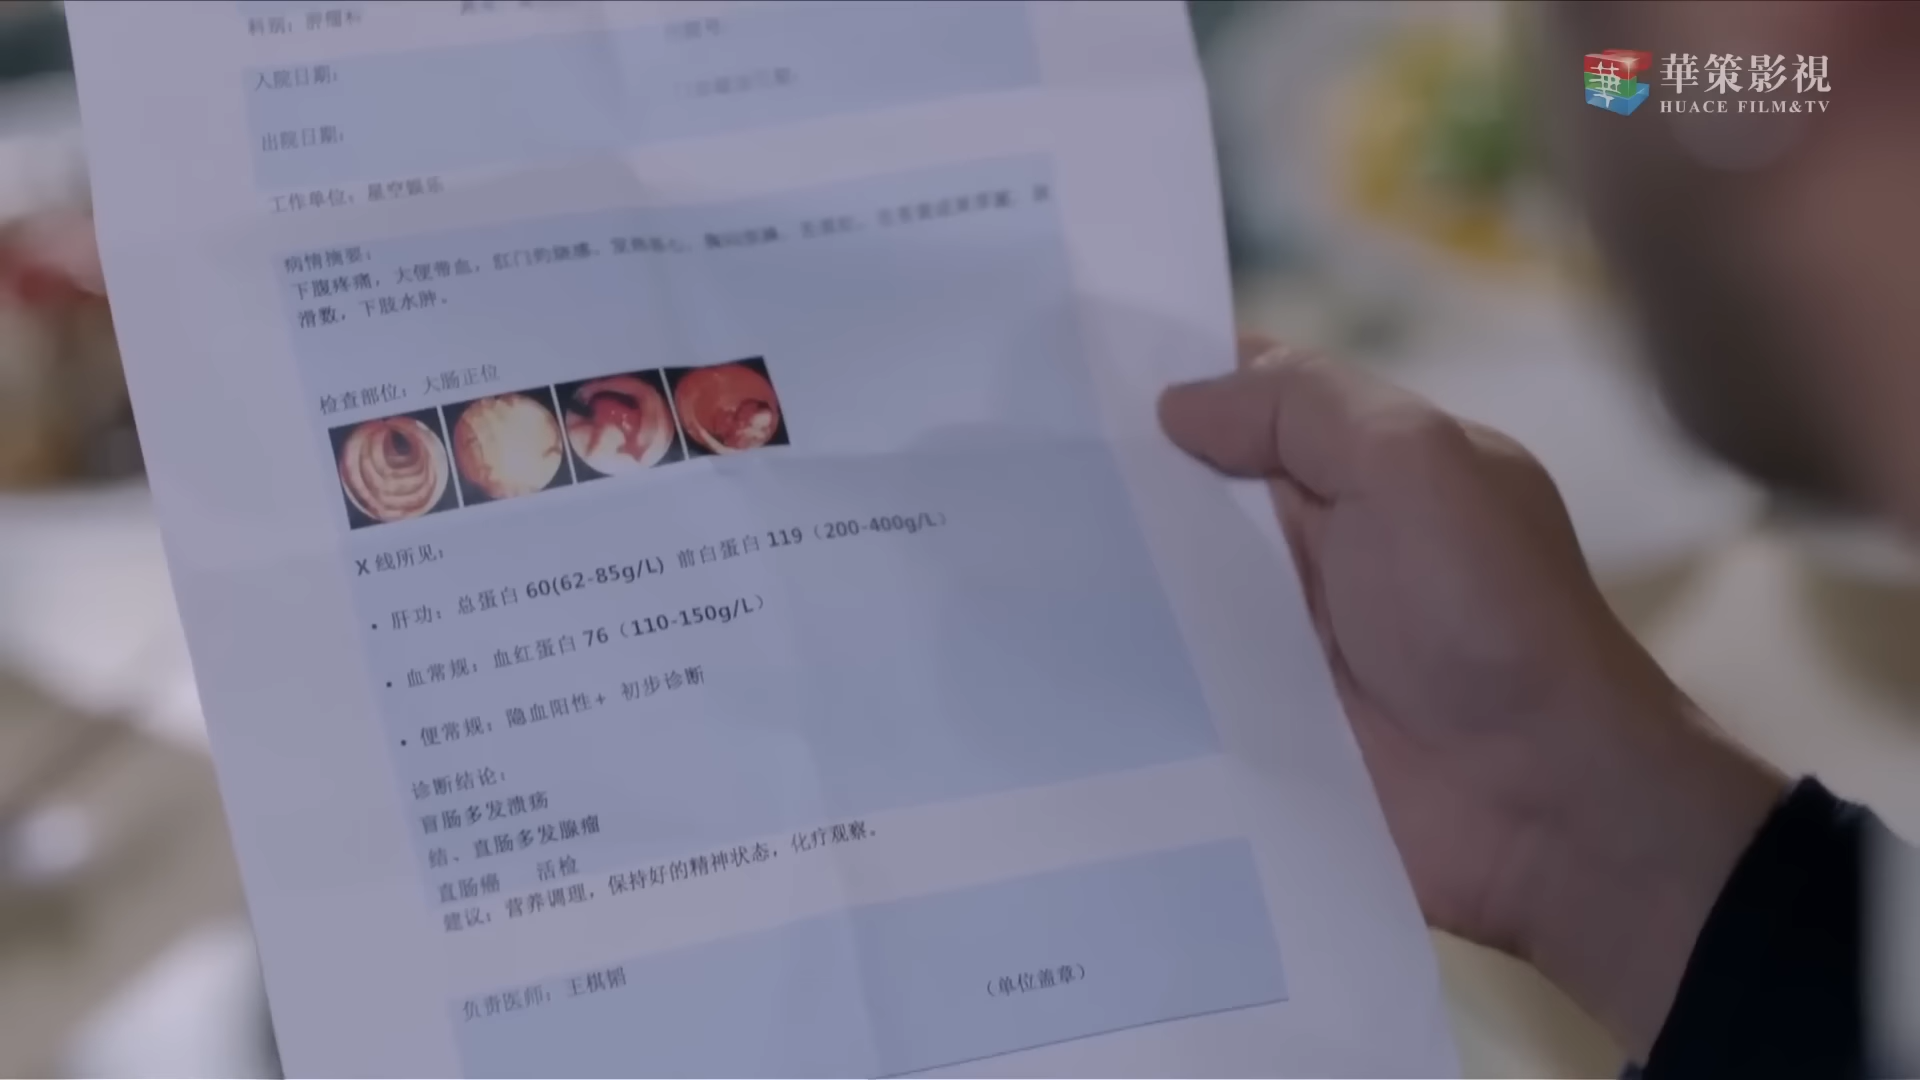 華策影視
HUACE FILM&TV
科别：肿瘤科
入院日期：
出院日期：
工作单位：星空娱乐
病情摘要：
下腹疼痛，大便带血，肛门灼烧感。
滑数，下肢水肿。
检查部位：大肠正位
X 线所见：
• 肝功：总蛋白 60(62-85g/L) 前白蛋白 119（200-400g/L）
• 血常规：血红蛋白 76（110-150g/L）
• 便常规：隐血阳性+ 初步诊断
诊断结论：
盲肠多发溃疡
结、直肠多发腺瘤
直肠癌 活检
建议：营养调理，保持好的精神状态，化疗观察。
负责医师：王棋韬
（单位盖章）